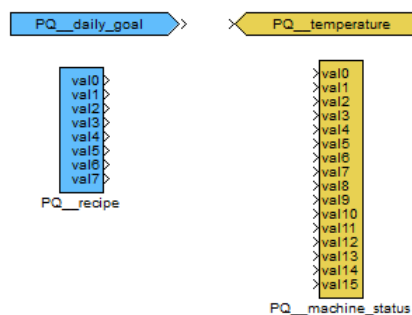 PQ__daily_goal
PQ__temperature
val0
val1
val2
val3
val4
val5
val6
val7
PQ__recipe
val0
val1
val2
val3
val4
val5
val6
val7
val8
val9
val10
val11
val12
val13
val14
val15
PQ__machine_status